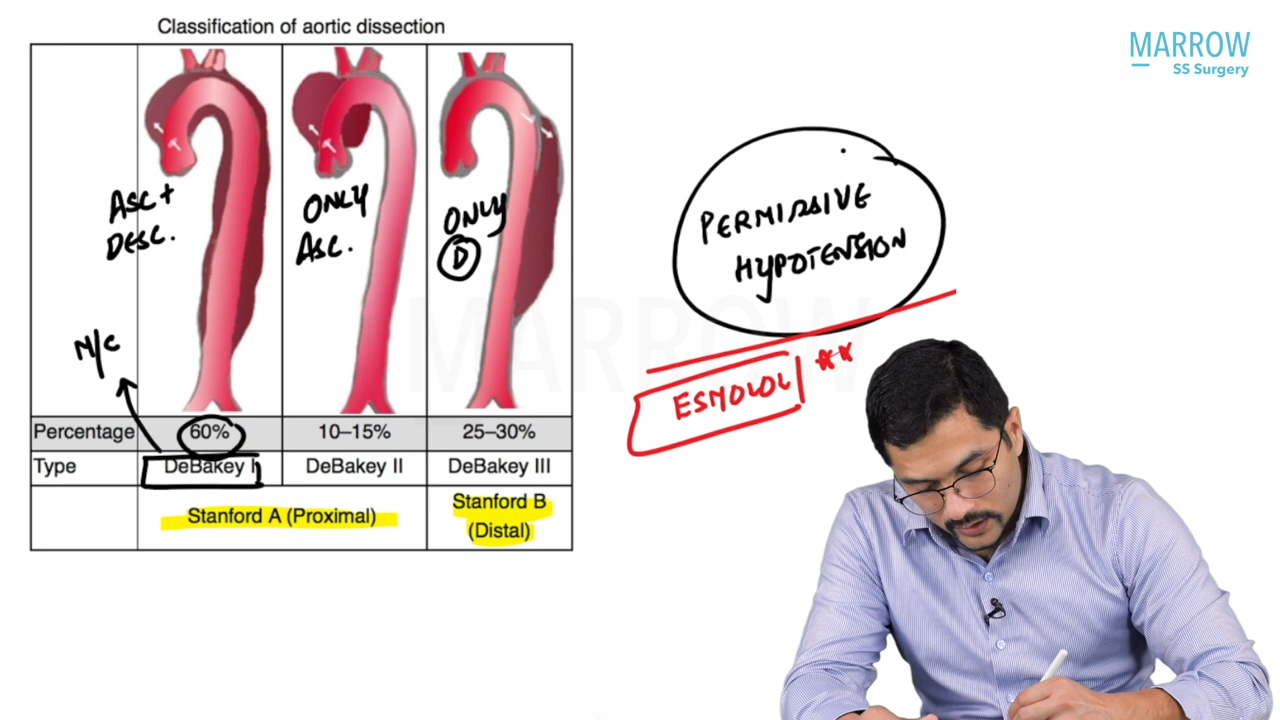 Classification of aortic dissection
MARROW
SS Surgery
ASC +
DESC.
ONLY
ASC.
ONLY
D
PERMISSIVE
HYPOTENSION
M/C
ESMOLOL **
MARROW
Percentage 60% 10–15% 25–30%
Type DeBakey I DeBakey II DeBakey III
Stanford A (Proximal) Stanford B
(Distal)